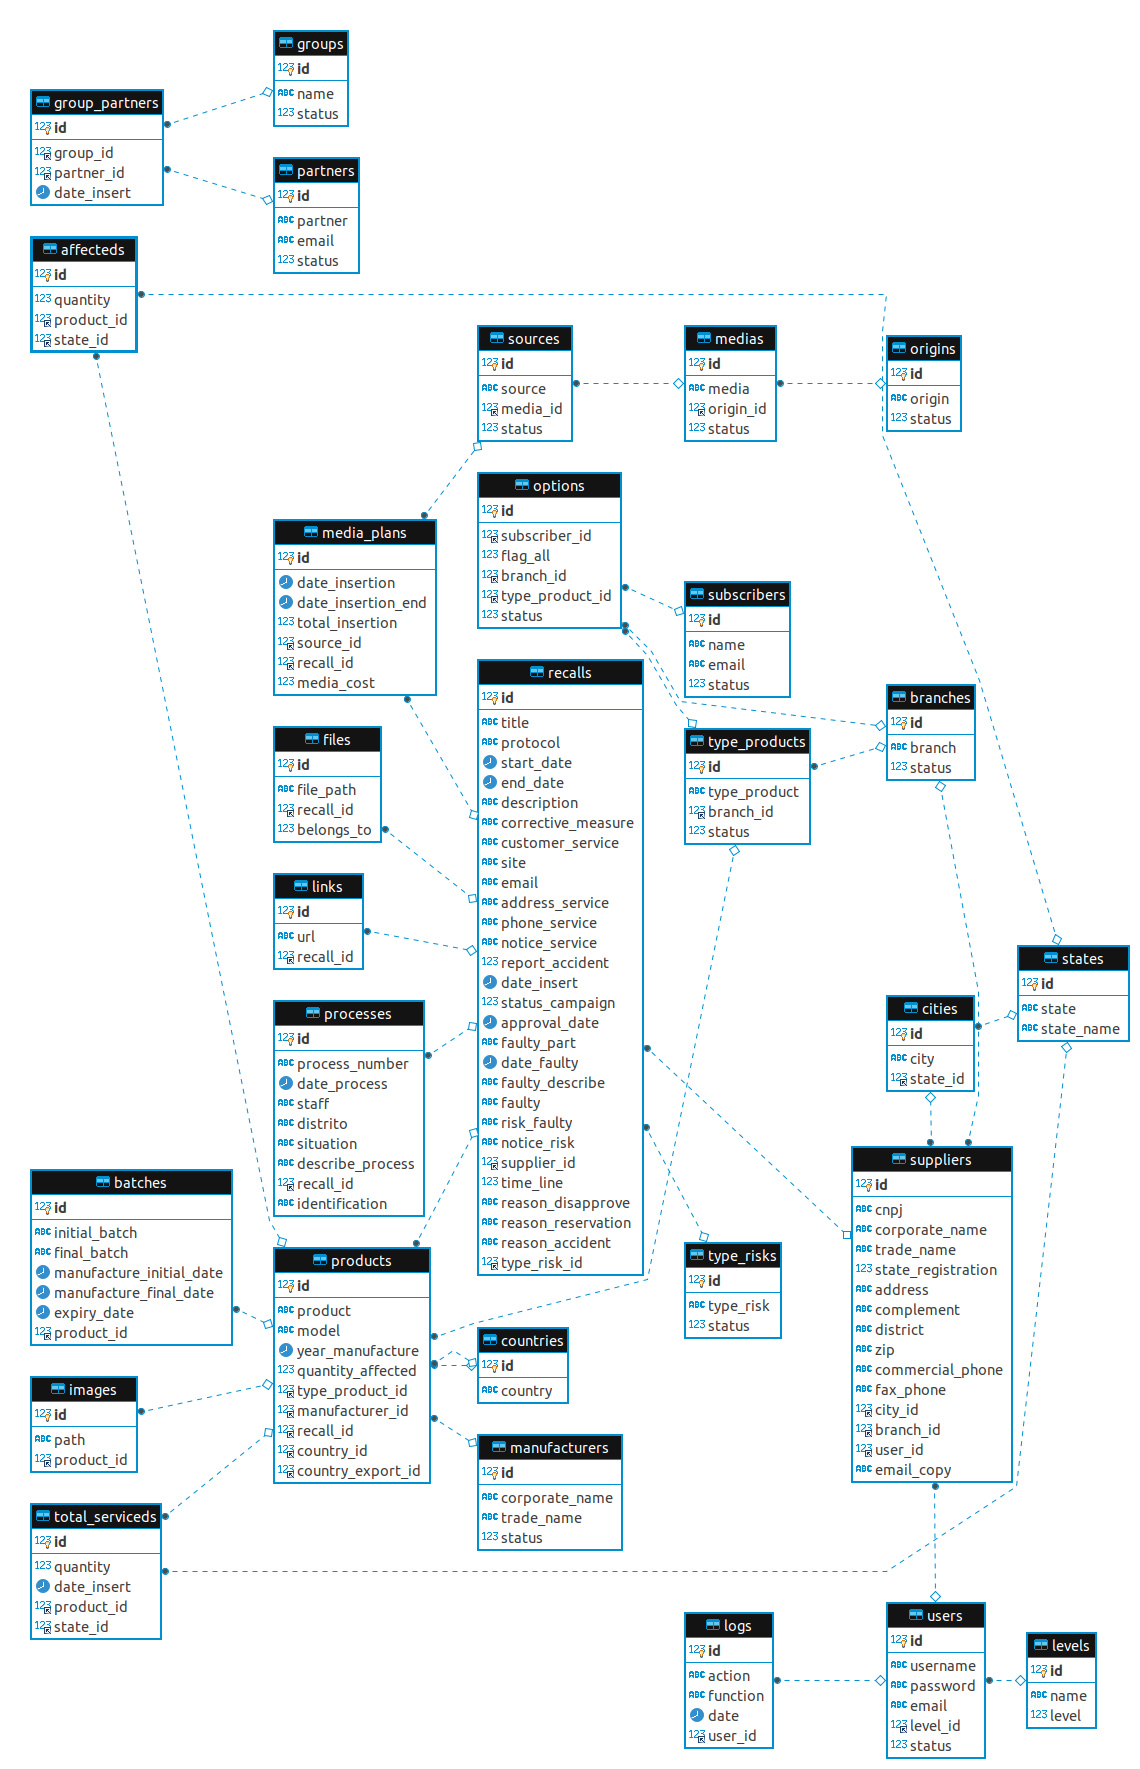 groups
id
name
status
group_partners
id
group_id
partner_id
date_insert
partners
id
partner
email
status
affecteds
id
quantity
product_id
state_id
sources
id
source
media_id
status
medias
id
media
origin_id
status
origins
id
origin
status
options
id
subscriber_id
flag_all
branch_id
type_product_id
status
media_plans
id
date_insertion
date_insertion_end
total_insertion
source_id
recall_id
media_cost
subscribers
id
name
email
status
recalls
id
title
protocol
start_date
end_date
description
corrective_measure
customer_service
site
email
address_service
phone_service
notice_service
report_accident
date_insert
status_campaign
approval_date
faulty_part
date_faulty
faulty_describe
faulty
risk_faulty
notice_risk
supplier_id
time_line
reason_disapprove
reason_reservation
reason_accident
type_risk_id
branches
id
branch
status
files
id
file_path
recall_id
belongs_to
type_products
id
type_product
branch_id
status
links
id
url
recall_id
states
id
state
state_name
cities
id
city
state_id
processes
id
process_number
date_process
staff
distrito
situation
describe_process
recall_id
identification
suppliers
id
cnpj
corporate_name
trade_name
state_registration
address
complement
district
zip
commercial_phone
fax_phone
city_id
branch_id
user_id
email_copy
batches
id
initial_batch
final_batch
manufacture_initial_date
manufacture_final_date
expiry_date
product_id
products
id
product
model
year_manufacture
quantity_affected
type_product_id
manufacturer_id
recall_id
country_id
country_export_id
type_risks
id
type_risk
status
countries
id
country
images
id
path
product_id
manufacturers
id
corporate_name
trade_name
status
total_serviceds
id
quantity
date_insert
product_id
state_id
logs
id
action
function
date
user_id
users
id
username
password
email
level_id
status
levels
id
name
level